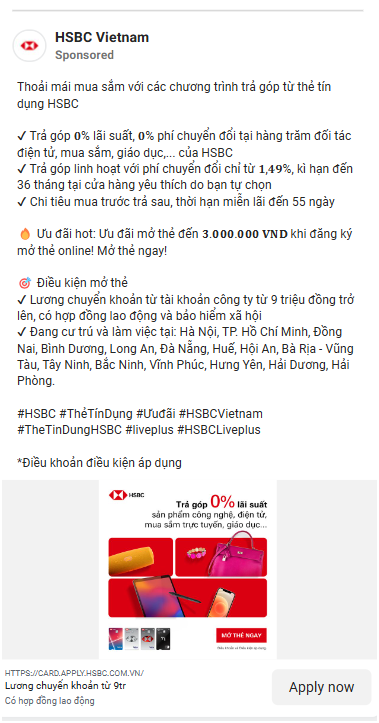 HSBC Vietnam
Sponsored
Thoải mái mua sắm với các chương trình trả góp từ thẻ tín
dụng HSBC
✓ Trả góp 0% lãi suất, 0% phí chuyển đổi tại hàng trăm đối tác
điện tử, mua sắm, giáo dục,... của HSBC
✓ Trả góp linh hoạt với phí chuyển đổi chỉ từ 1,49%, kì hạn đến
36 tháng tại cửa hàng yêu thích do bạn tự chọn
✓ Chi tiêu mua trước trả sau, thời hạn miễn lãi đến 55 ngày
🔥 Ưu đãi hot: Ưu đãi mở thẻ đến 3.000.000 VND khi đăng ký
mở thẻ online! Mở thẻ ngay!
🎯 Điều kiện mở thẻ
✓ Lương chuyển khoản từ tài khoản công ty từ 9 triệu đồng trở
lên, có hợp đồng lao động và bảo hiểm xã hội
✓ Đang cư trú và làm việc tại: Hà Nội, TP. Hồ Chí Minh, Đồng
Nai, Bình Dương, Long An, Đà Nẵng, Huế, Hội An, Bà Rịa - Vũng
Tàu, Tây Ninh, Bắc Ninh, Vĩnh Phúc, Hưng Yên, Hải Dương, Hải
Phòng.
#HSBC #ThẻTínDụng #Ưuđãi #HSBCVietnam
#TheTinDungHSBC #liveplus #HSBCLiveplus
*Điều khoản điều kiện áp dụng
HSBC
Trả góp 0% lãi suất
sản phẩm công nghệ, điện tử,
mua sắm trực tuyến, giáo dục...
MỞ THẺ NGAY
HTTPS://CARD.APPLY.HSBC.COM.VN/
Lương chuyển khoản từ 9tr
Có hợp đồng lao động
Apply now